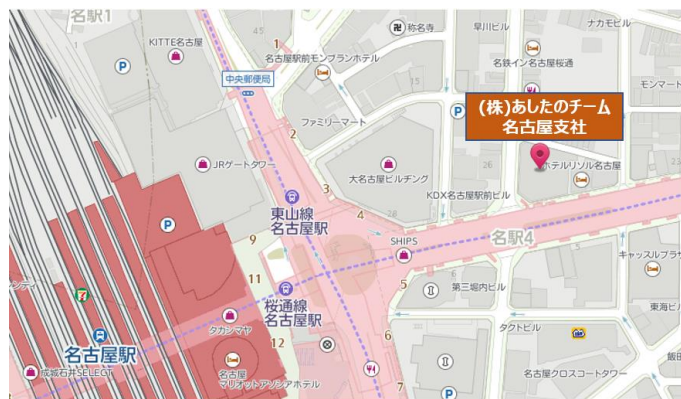 名駅1
45
KITTE名古屋
P
1
名古屋駅前モンブランホテル
卍 称名寺
早川ビル
ナカモビル
名鉄イン名古屋桜通
中央郵便局
モンマート
2
ファミリーマート
P
(株)あしたのチーム
名古屋支社
JRゲートタワー
大名古屋ビルヂング
26
ホテルリソル名古屋
23
3
KDX名古屋駅前ビル
東山線
名古屋駅
4
26
P
9
SHIPS
名駅4
11
キャッスルプラザ
7
桜通線
名古屋駅
5
6
第三堀内ビル
タカシマヤ
東海ビル
12
6
タクトビル
名古屋駅
成城石井SELECT
名古屋
マリオットアソシアホテル
名古屋クロスコートタワー
飯田
7
P